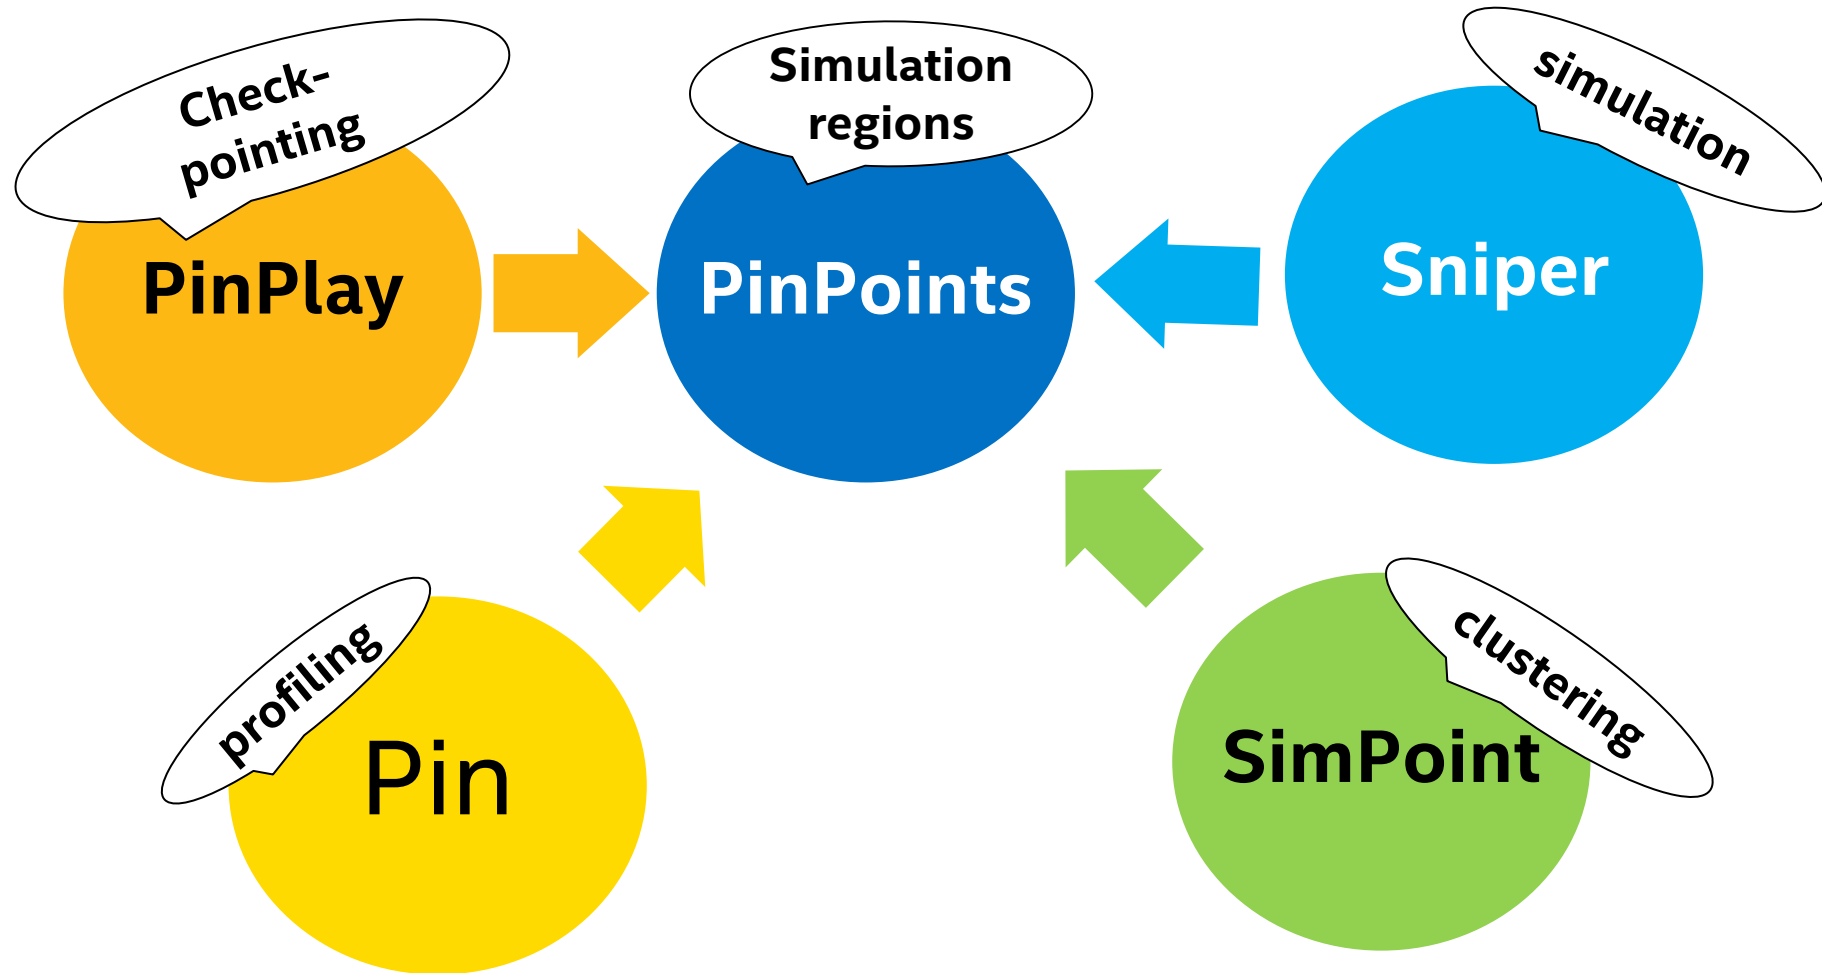 Check-
pointing
PinPlay
Simulation
regions
PinPoints
simulation
Sniper
profiling
Pin
clustering
SimPoint